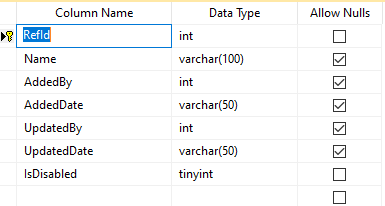 Column Name Data Type Allow Nulls
RefId int
Name varchar(100)
AddedBy int
AddedDate varchar(50)
UpdatedBy int
UpdatedDate varchar(50)
IsDisabled tinyint